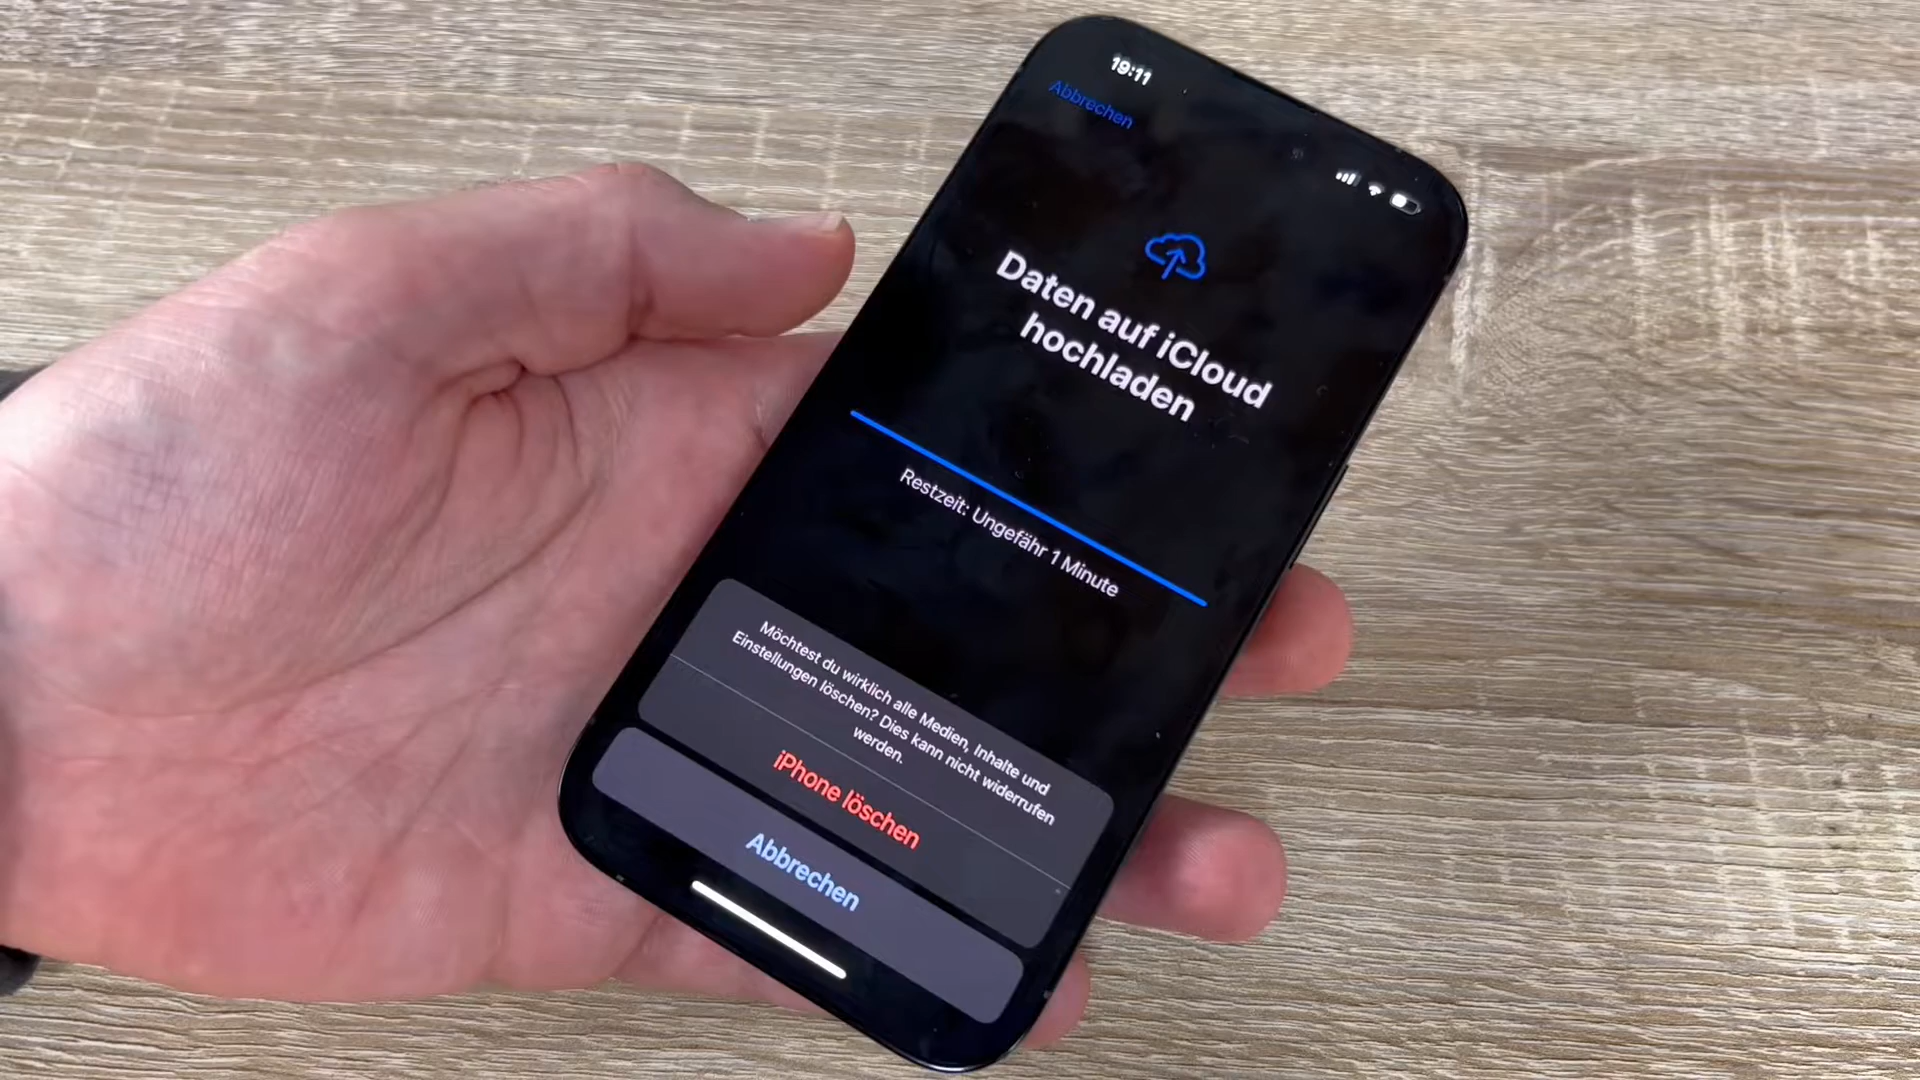 19:11
Abbrechen
Daten auf iCloud
hochladen
Restzeit: Ungefähr 1 Minute
Möchtest du wirklich alle Medien, Inhalte und
Einstellungen löschen? Dies kann nicht widerrufen
werden.
iPhone löschen
Abbrechen